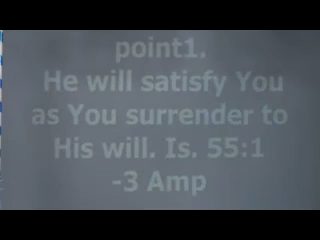 point1.
He will satisfy You
as You surrender to
His will. Is. 55:1
-3 Amp